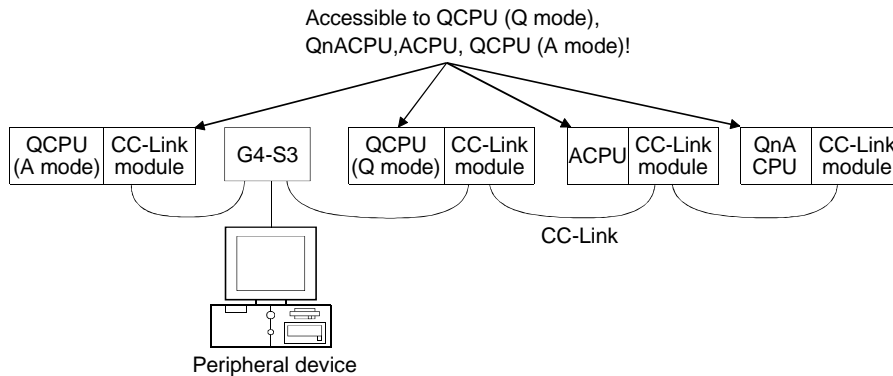 Accessible to QCPU (Q mode),
QnACPU,ACPU, QCPU (A mode)!
QCPU
(A mode)
CC-Link
module
G4-S3
QCPU
(Q mode)
CC-Link
module
ACPU
CC-Link
module
QnA
CPU
CC-Link
module
CC-Link
Peripheral device